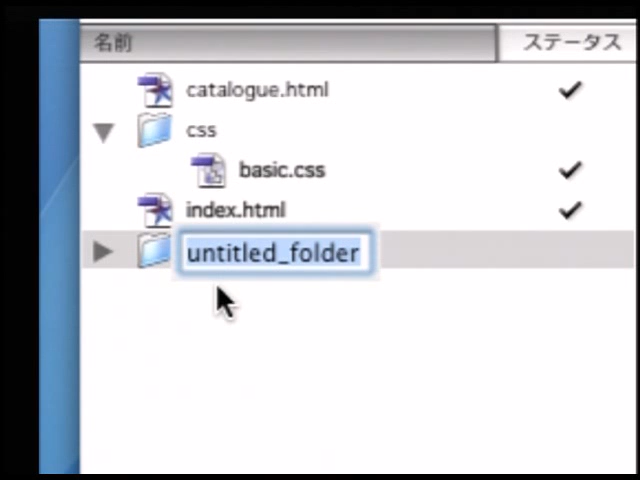 名前 ステータス
catalogue.html
css
basic.css
index.html
untitled_folder